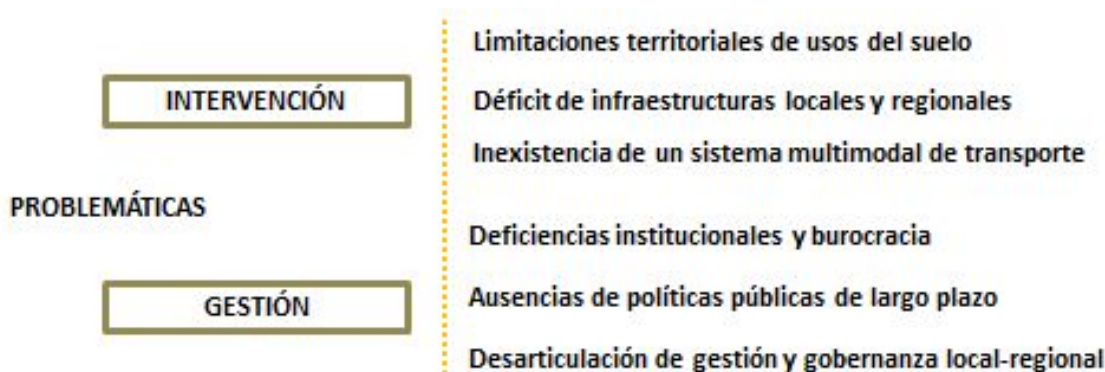 Limitaciones territoriales de usos del suelo
INTERVENCIÓN
Déficit de infraestructuras locales y regionales
Inexistencia de un sistema multimodal de transporte
PROBLEMÁTICAS
Deficiencias institucionales y burocracia
GESTIÓN
Ausencias de políticas públicas de largo plazo
Desarticulación de gestión y gobernanza local-regional